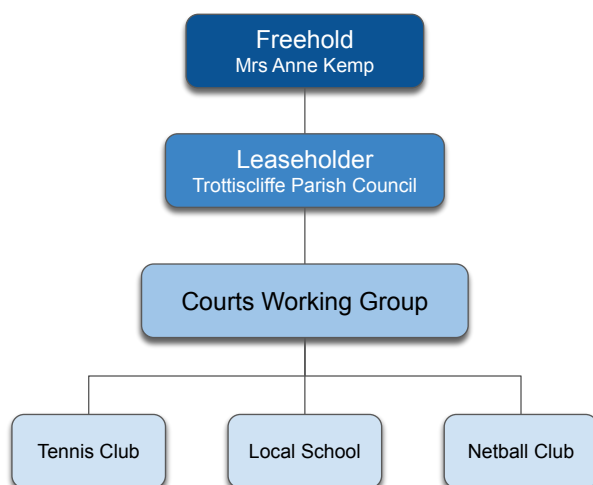 Freehold
Mrs Anne Kemp
Leaseholder
Trottiscliffe Parish Council
Courts Working Group
Tennis Club
Local School
Netball Club